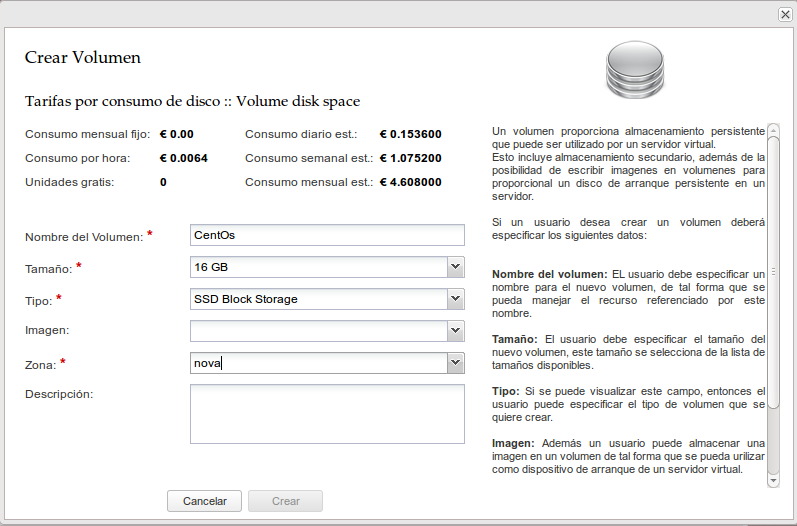 Crear Volumen
Tarifas por consumo de disco :: Volume disk space
Consumo mensual fijo: € 0.00 Consumo diario est.: € 0.153600
Consumo por hora: € 0.0064 Consumo semanal est.: € 1.075200
Unidades gratis: 0 Consumo mensual est.: € 4.608000
Nombre del Volumen: * CentOs
Tamaño: * 16 GB
Tipo: * SSD Block Storage
Imagen:
Zona: * nova
Descripción:
Cancelar Crear
Un volumen proporciona almacenamiento persistente
que puede ser utilizado por un servidor virtual.
Esto incluye almacenamiento secundario, además de la
posibilidad de escribir imagenes en volumenes para
proporcional un disco de arranque persistente en un
servidor.
Si un usuario desea crear un volumen deberá
especificar los siguientes datos:
Nombre del volumen: EL usuario debe especificar un
nombre para el nuevo volumen, de tal forma que se
pueda manejar el recurso referenciado por este
nombre.
Tamaño: El usuario debe especificar el tamaño del
nuevo volumen, este tamaño se selecciona de la lista de
tamaños disponibles.
Tipo: Si se puede visualizar este campo, entonces el
usuario puede especificar el tipo de volumen que se
quiere crear.
Imagen: Además un usuario puede almacenar una
imagen en un volumen de tal forma que se pueda urilizar
como dispositivo de arranque de un servidor virtual.